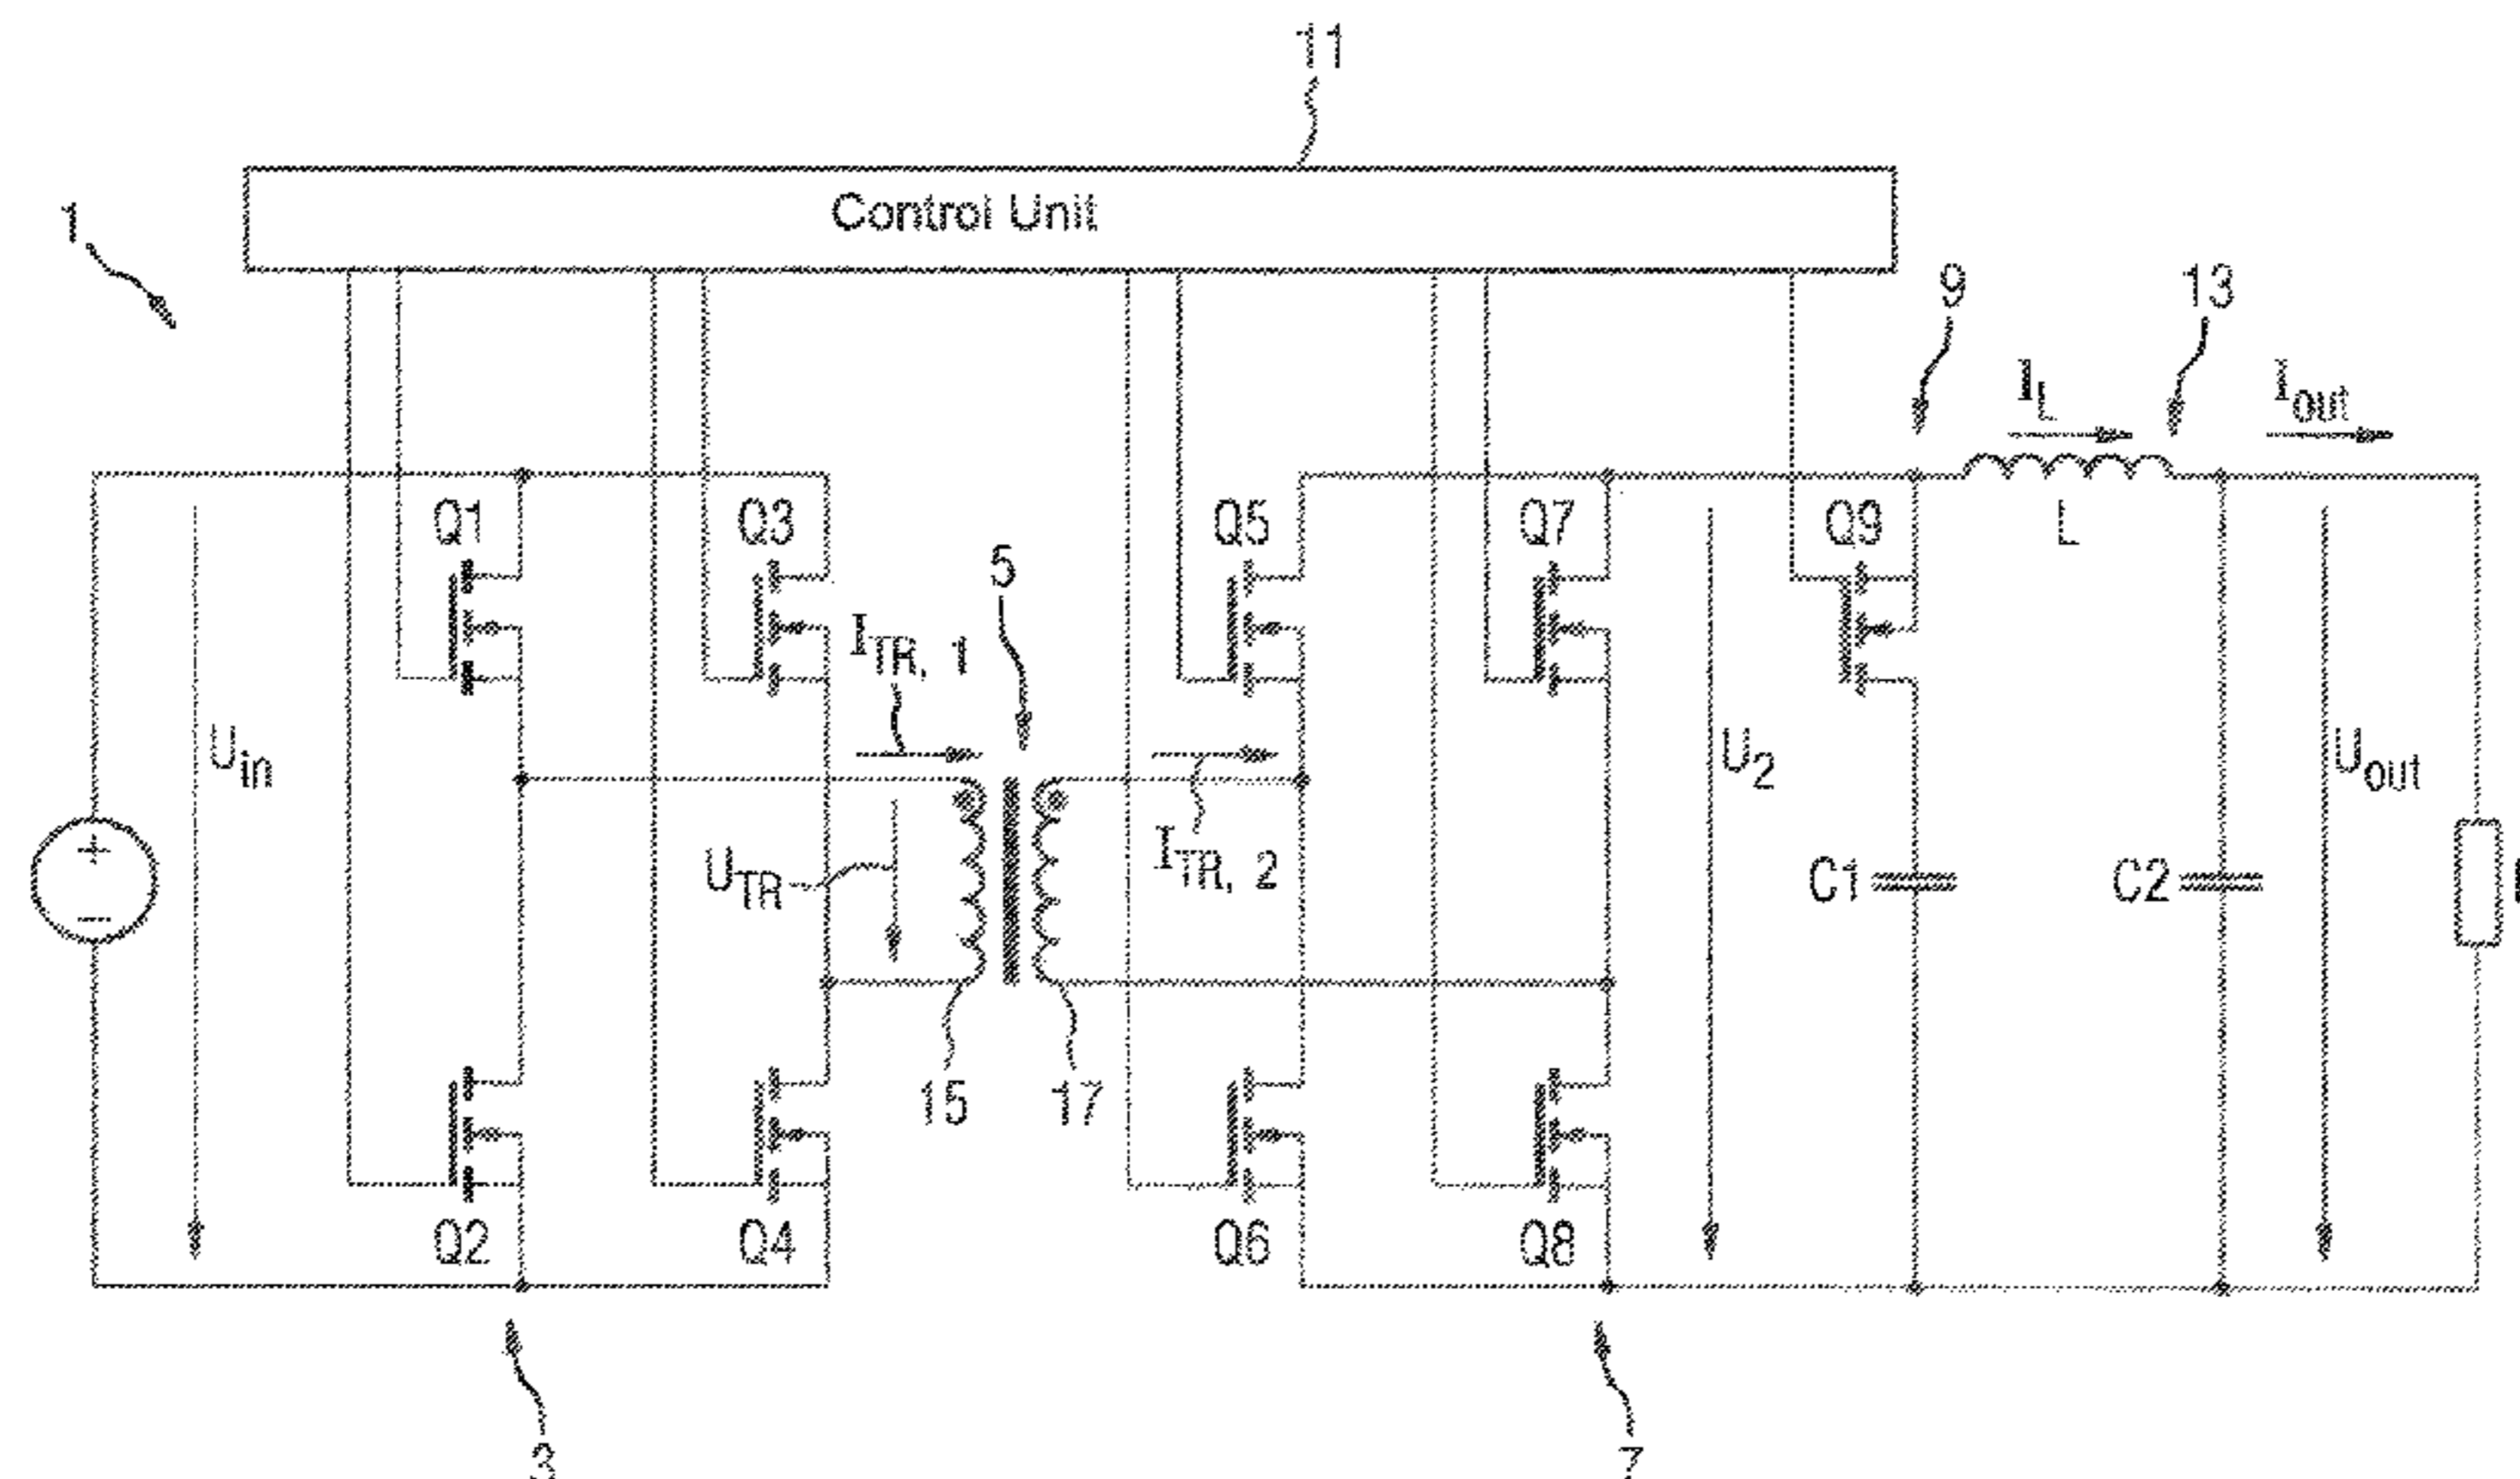 11
Control Unit
1
9
13
I_L
I_out
Q1
Q3
Q5
Q7
Q9
L
5
I_TR, 1
U_in
U_2
U_out
U_TR
I_TR, 2
C1
C2
15
17
Q2
Q4
Q6
Q8
3
7